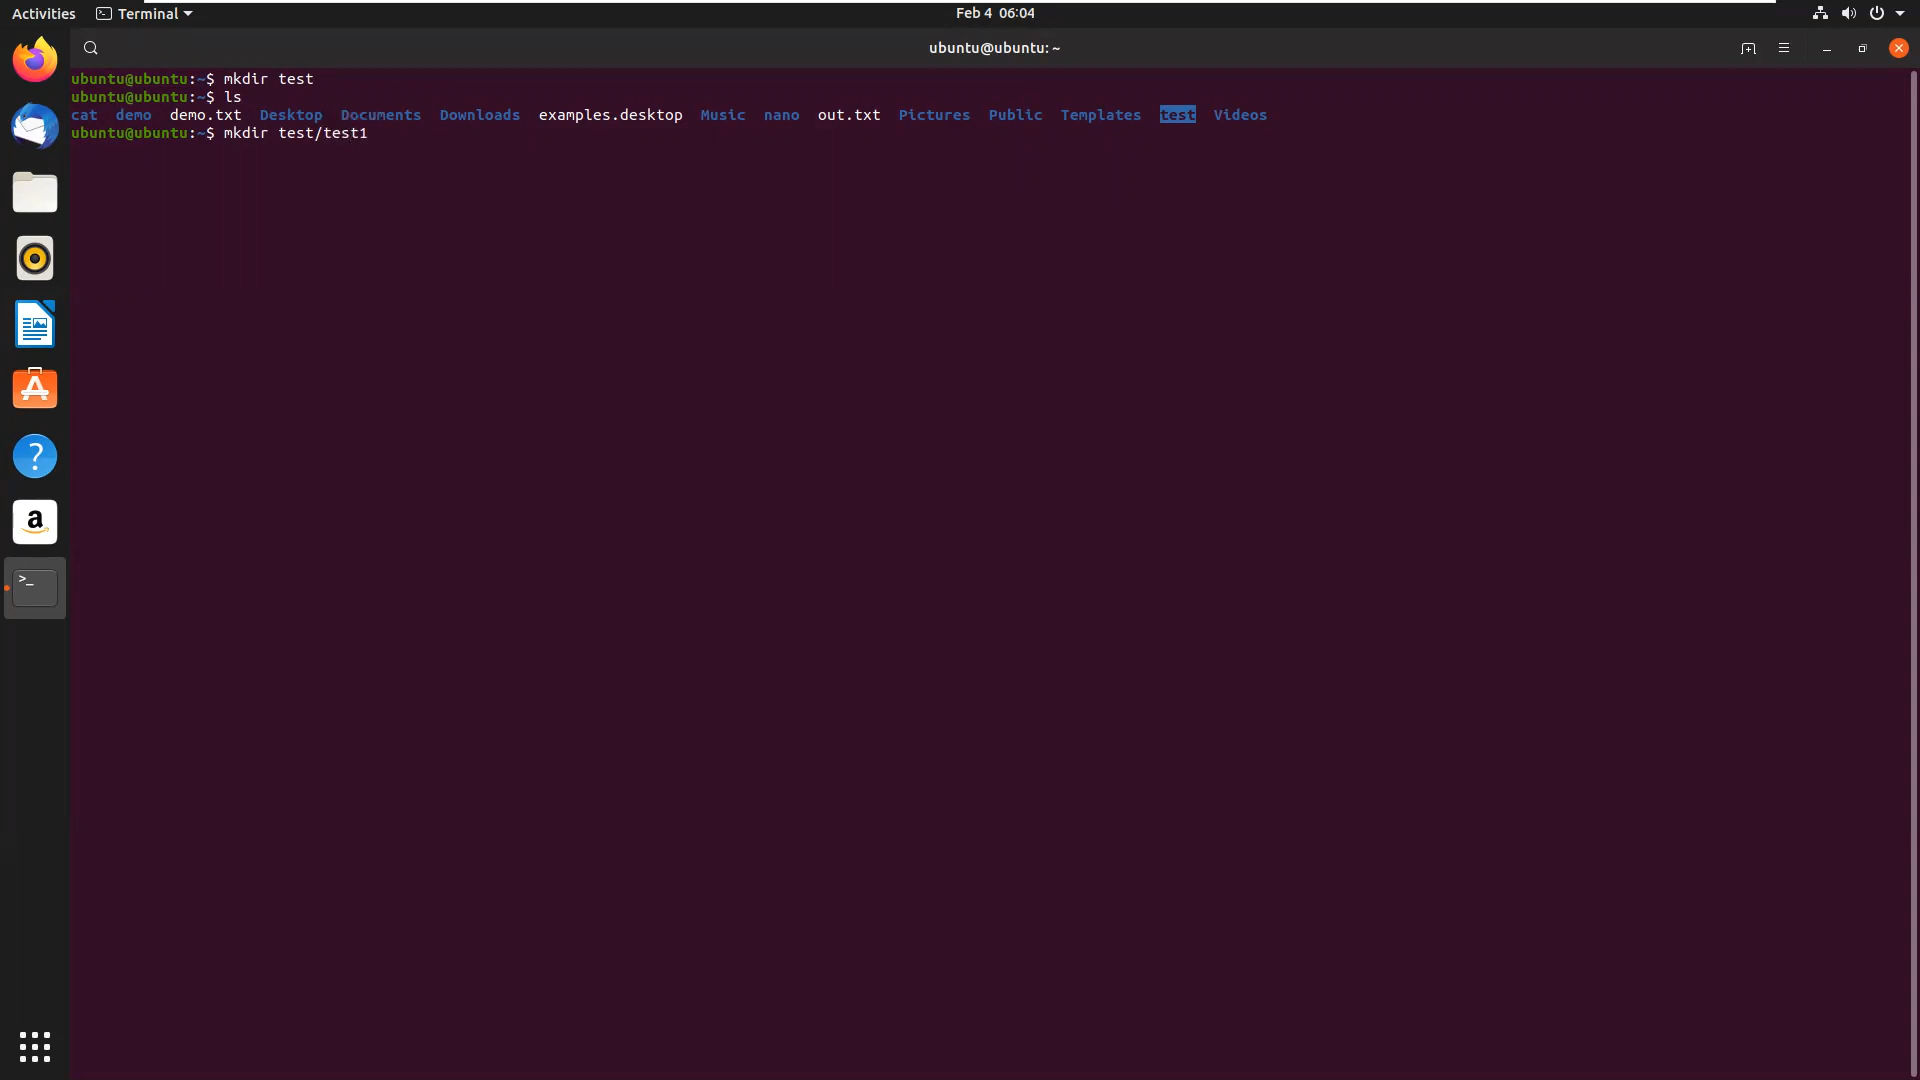 Activities Terminal Feb 4 06:04
ubuntu@ubuntu: ~
ubuntu@ubuntu:~$ mkdir test
ubuntu@ubuntu:~$ ls
cat demo demo.txt Desktop Documents Downloads examples.desktop Music nano out.txt Pictures Public Templates test Videos
ubuntu@ubuntu:~$ mkdir test/test1
?
a
>_